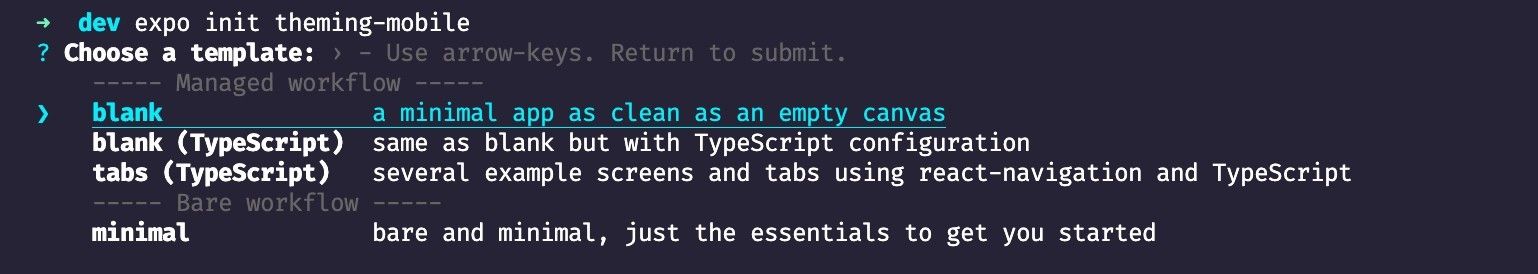 ➜  dev expo init theming-mobile
? Choose a template: › - Use arrow-keys. Return to submit.
    ----- Managed workflow -----
❯   blank               a minimal app as clean as an empty canvas
    blank (TypeScript)  same as blank but with TypeScript configuration
    tabs (TypeScript)   several example screens and tabs using react-navigation and TypeScript
    ----- Bare workflow -----
    minimal             bare and minimal, just the essentials to get you started